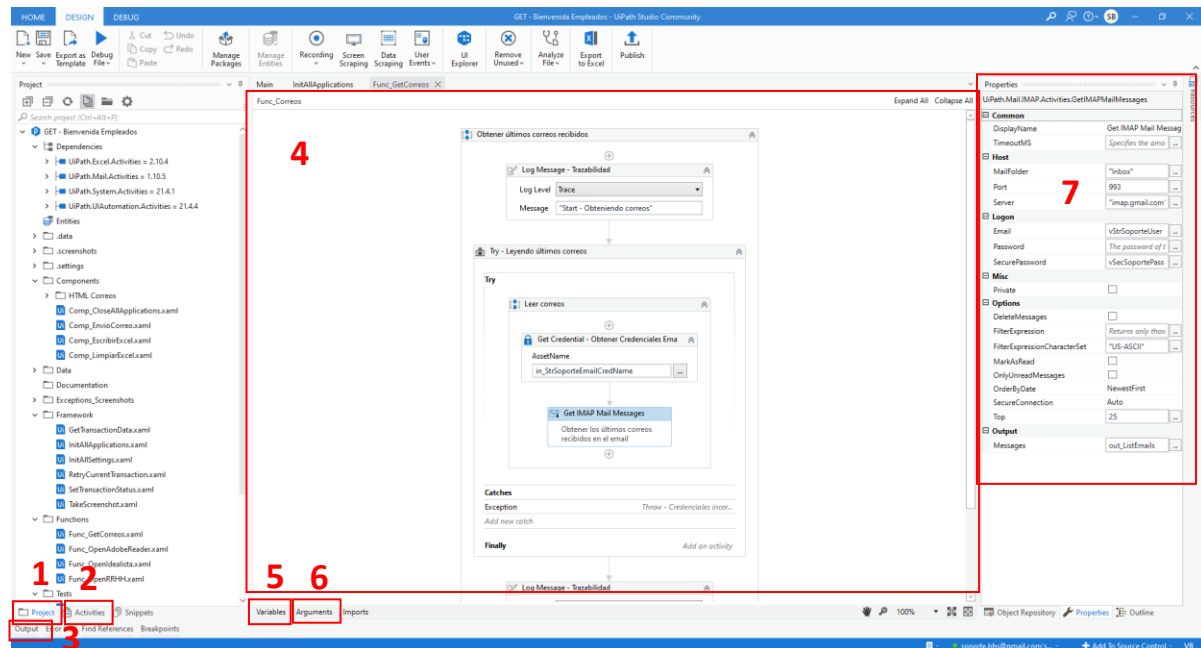 HOME DESIGN DEBUG GET - Bienvenida Empleados - UiPath Studio Community SB
New Save Export as Template Debug File Cut Undo Copy Redo Paste Manage Packages Manage Entities Recording Screen Scraping Data Scraping User Events UI Explorer Remove Unused Analyze File Export to Excel Publish
Project
Main InitAllApplications Func_GetCorreos
Properties
Resources
Search project (Ctrl+Alt+P)
GET - Bienvenida Empleados
Dependencies
UiPath.Excel.Activities = 2.10.4
UiPath.Mail.Activities = 1.10.5
UiPath.System.Activities = 21.4.1
UiPath.UIAutomation.Activities = 21.4.4
Entities
.data
.screenshots
.settings
Components
HTML Correos
Comp_CloseAllApplications.xaml
Comp_EnvioCorreo.xaml
Comp_EscribirExcel.xaml
Comp_LimpiarExcel.xaml
Data
Documentation
Exceptions_Screenshots
Framework
GetTransactionData.xaml
InitAllApplications.xaml
InitAllSettings.xaml
RetryCurrentTransaction.xaml
SetTransactionStatus.xaml
TakeScreenshot.xaml
Functions
Func_GetCorreos.xaml
Func_OpenAdobeReader.xaml
Func_OpenIdealista.xaml
Func_OpenRRHH.xaml
Tests
1
2
Project Activities Snippets
Output Error Find References Breakpoints
3
Func_Correos Expand All Collapse All
4
Obtener últimos correos recibidos
Log Message - Trazabilidad
Log Level Trace
Message "Start - Obteniendo correos"
Try - Leyendo últimos correos
Try
Leer correos
Get Credential - Obtener Credenciales Ema
AssetName
in_StrSoporteEmailCredName ...
Get IMAP Mail Messages
Obtener los últimos correos
recibidos en el email
Catches
Exception Throw - Credenciales incor...
Add new catch
Finally Add an activity
Log Message - Trazabilidad
5
6
Variables Arguments Imports 100%
UiPath.Mail.IMAP.Activities.GetIMAPMailMessages
Common
DisplayName Get IMAP Mail Messag
TimeoutMS Specifies the amo ...
Host
MailFolder "Inbox" ...
Port 993 ...
Server "imap.gmail.com" ...
7
Logon
Email vStrSoporteUser ...
Password The password of t ...
SecurePassword vSecSoportePass ...
Misc
Private
Options
DeleteMessages
FilterExpression Returns only thos ...
FilterExpressionCharacterSet "US-ASCII" ...
MarkAsRead
OnlyUnreadMessages
OrderByDate NewestFirst
SecureConnection Auto
Top 25 ...
Output
Messages out_ListEmails ...
Object Repository Properties Outline
soporte.bhs@gmail.com's... Add To Source Control VB